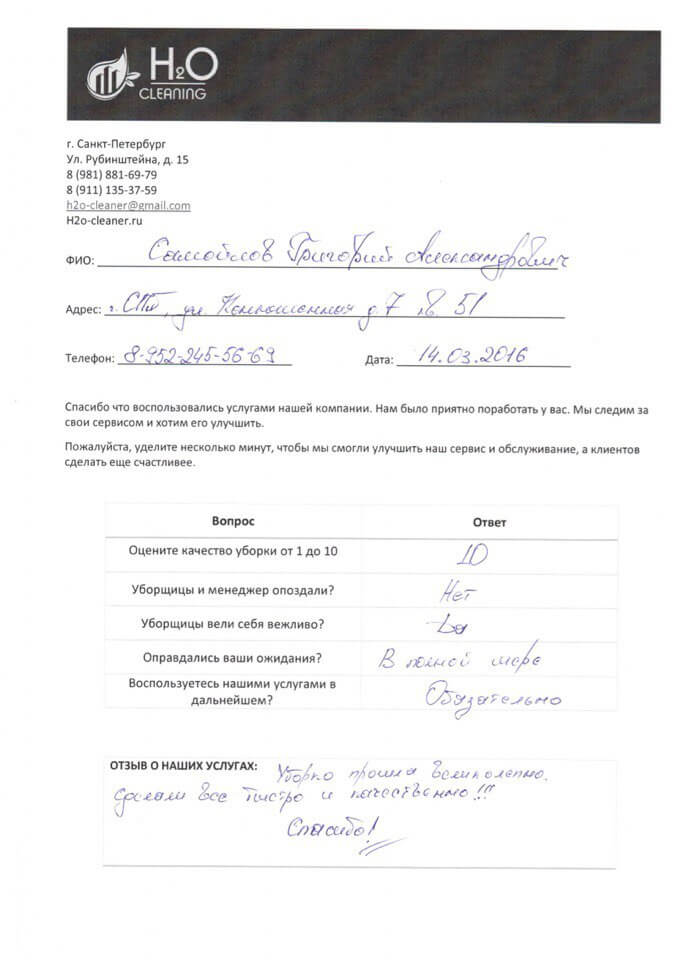 H2O
CLEANING
г. Санкт-Петербург
Ул. Рубинштейна, д. 15
8 (981) 881-69-79
8 (911) 135-37-59
h2o-cleaner@gmail.com
H2o-cleaner.ru
ФИО: Самойлов Григорий Александрович
Адрес: г. СПб, ул. Конюшенная д. 7 кв. 51
Телефон: 8-952-245-56-69 Дата: 14.03.2016
Спасибо что воспользовались услугами нашей компании. Нам было приятно поработать у вас. Мы следим за
свои сервисом и хотим его улучшить.
Пожалуйста, уделите несколько минут, чтобы мы смогли улучшить наш сервис и обслуживание, а клиентов
сделать еще счастливее.
Вопрос Ответ
Оцените качество уборки от 1 до 10 10
Уборщицы и менеджер опоздали? Нет
Уборщицы вели себя вежливо? Да
Оправдались ваши ожидания? В полной мере
Воспользуетесь нашими услугами в
дальнейшем? Обязательно
ОТЗЫВ О НАШИХ УСЛУГАХ: Уборка прошла великолепно.
Сделали все быстро и качественно!!!
Спасибо!